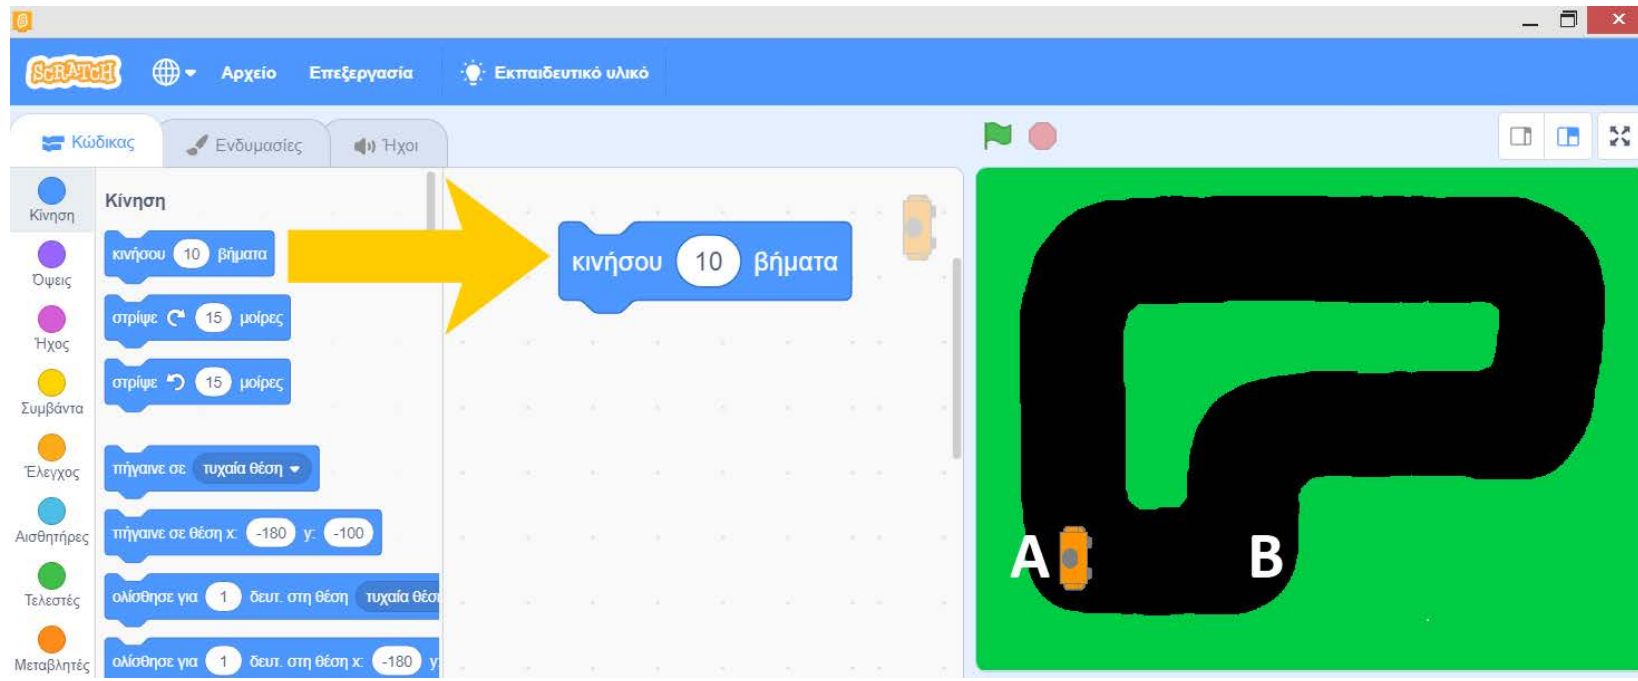 SCRATCH Αρχείο Επεξεργασία Εκπαιδευτικό υλικό
Κώδικας Ενδυμασίες Ήχοι
Κίνηση
Όψεις
Ήχος
Συμβάντα
Έλεγχος
Αισθητήρες
Τελεστές
Μεταβλητές
Κίνηση
κινήσου 10 βήματα
στρίψε 15 μοίρες
στρίψε 15 μοίρες
πήγαινε σε τυχαία θέση
πήγαινε σε θέση x: -180 y: -100
ολίσθησε για 1 δευτ. στη θέση τυχαία θέσ
ολίσθησε για 1 δευτ. στη θέση x: -180 y
κινήσου 10 βήματα
A B